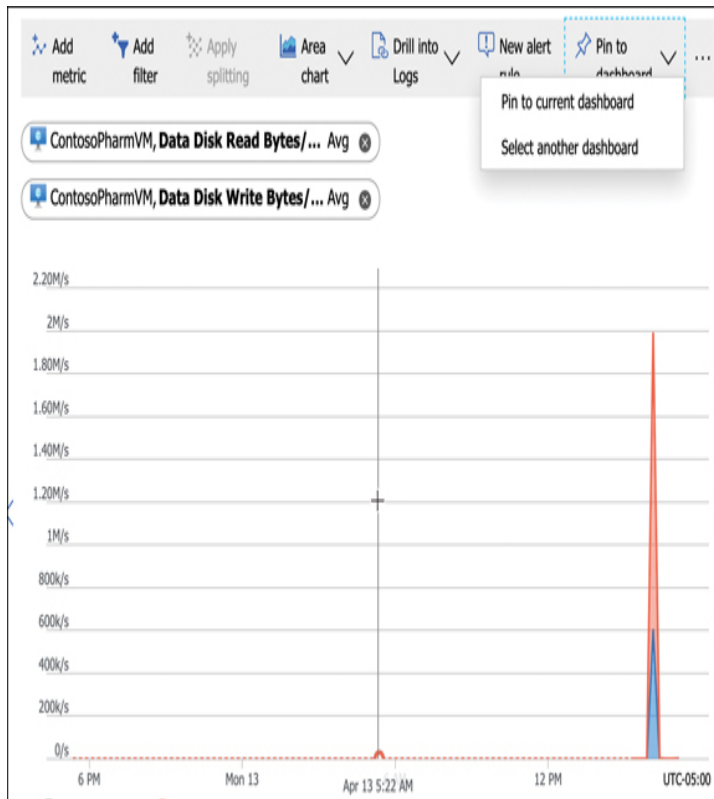 Add metric
Add filter
Apply splitting
Area chart
Drill into Logs
New alert rule
Pin to dashboard
...
Pin to current dashboard
Select another dashboard
ContosoPharmVM, Data Disk Read Bytes/... Avg
ContosoPharmVM, Data Disk Write Bytes/... Avg
2.20M/s
2M/s
1.80M/s
1.60M/s
1.40M/s
1.20M/s
1M/s
800k/s
600k/s
400k/s
200k/s
0/s
6 PM
Mon 13
Apr 13 5:22 AM
12 PM
UTC-05:00